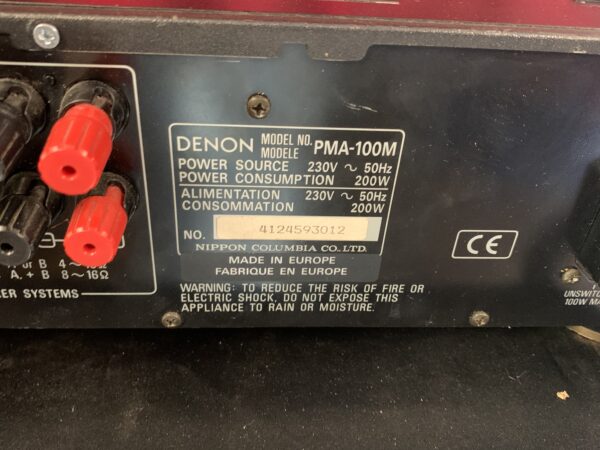 DENON MODEL NO. MODELE PMA-100M
POWER SOURCE 230V ~ 50Hz
POWER CONSUMPTION 200W
ALIMENTATION 230V ~ 50Hz
CONSOMMATION 200W
NO. 4124593012
NIPPON COLUMBIA CO., LTD.
MADE IN EUROPE
FABRIQUE EN EUROPE
WARNING: TO REDUCE THE RISK OF FIRE OR
ELECTRIC SHOCK, DO NOT EXPOSE THIS
APPLIANCE TO RAIN OR MOISTURE.
CE
B 4~
A, + B 8~16Ω
SYSTEMS
100W